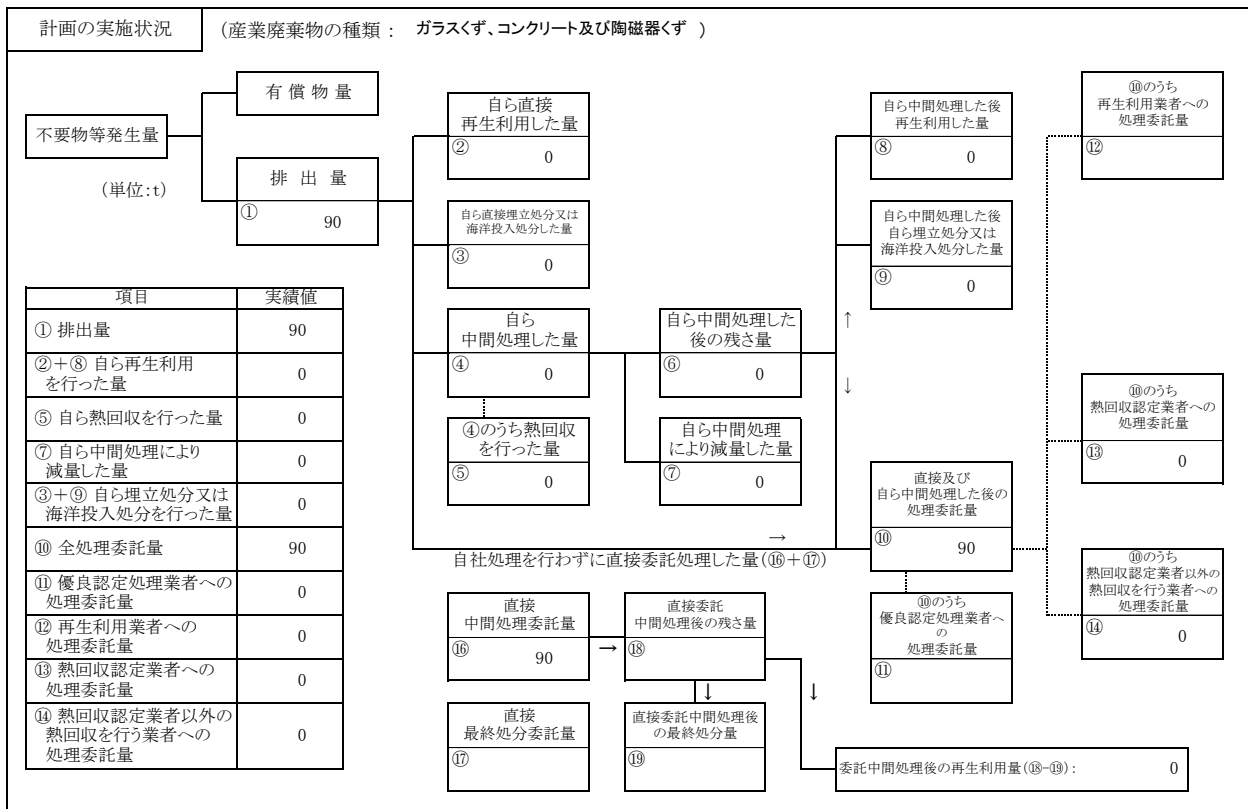 計画の実施状況
(産業廃棄物の種類： ガラスくず、コンクリート及び陶磁器くず )
不要物等発生量
(単位:t)
有 償 物 量
排 出 量
① 90
自ら直接
再生利用した量
② 0
自ら直接埋立処分又は
海洋投入処分した量
③ 0
自ら
中間処理した量
④ 0
④のうち熱回収
を行った量
⑤ 0
自ら中間処理した
後の残さ量
⑥ 0
自ら中間処理
により減量した量
⑦ 0
自ら中間処理した後
再生利用した量
⑧ 0
自ら中間処理した後
自ら埋立処分又は
海洋投入処分した量
⑨ 0
↑
↓
直接及び
自ら中間処理した後の
処理委託量
⑩ 90
⑩のうち
再生利用業者への
処理委託量
⑫
⑩のうち
熱回収認定業者への
処理委託量
⑬ 0
⑩のうち
熱回収認定業者以外の
熱回収を行う業者への
処理委託量
⑭ 0
→
自社処理を行わずに直接委託処理した量(⑯+⑰)
直接
中間処理委託量
⑯ 90
→
直接委託
中間処理後の残さ量
⑱
↓
↓
⑩のうち
優良認定処理業者へ
の
処理委託量
⑪
直接
最終処分委託量
⑰
直接委託中間処理後
の最終処分量
⑲
委託中間処理後の再生利用量(⑱-⑲)： 0
項目 実績値
① 排出量 90
②+⑧ 自ら再生利用
を行った量 0
⑤ 自ら熱回収を行った量 0
⑦ 自ら中間処理により
減量した量 0
③+⑨ 自ら埋立処分又は
海洋投入処分を行った量 0
⑩ 全処理委託量 90
⑪ 優良認定処理業者への
処理委託量 0
⑫ 再生利用業者への
処理委託量 0
⑬ 熱回収認定業者への
処理委託量 0
⑭ 熱回収認定業者以外の
熱回収を行う業者への
処理委託量 0